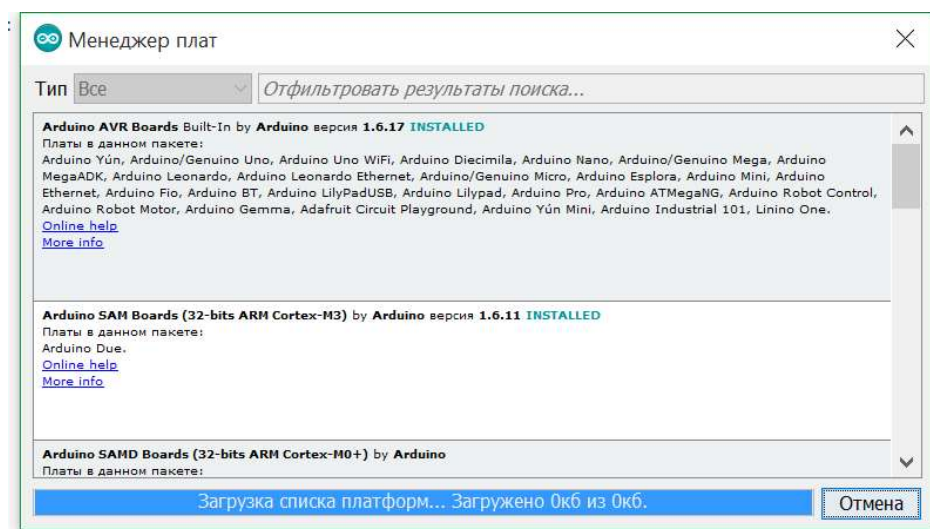 Менеджер плат
Тип Все Отфильтровать результаты поиска...
Arduino AVR Boards Built-In by Arduino версия 1.6.17 INSTALLED
Платы в данном пакете:
Arduino Yún, Arduino/Genuino Uno, Arduino Uno WiFi, Arduino Diecimila, Arduino Nano, Arduino/Genuino Mega, Arduino
MegaADK, Arduino Leonardo, Arduino Leonardo Ethernet, Arduino/Genuino Micro, Arduino Esplora, Arduino Mini, Arduino
Ethernet, Arduino Fio, Arduino BT, Arduino LilyPadUSB, Arduino Lilypad, Arduino Pro, Arduino ATMegaNG, Arduino Robot Control,
Arduino Robot Motor, Arduino Gemma, Adafruit Circuit Playground, Arduino Yún Mini, Arduino Industrial 101, Linino One.
Online help
More info
Arduino SAM Boards (32-bits ARM Cortex-M3) by Arduino версия 1.6.11 INSTALLED
Платы в данном пакете:
Arduino Due.
Online help
More info
Arduino SAMD Boards (32-bits ARM Cortex-M0+) by Arduino
Платы в данном пакете:
Загрузка списка платформ... Загружено 0кб из 0кб.
Отмена